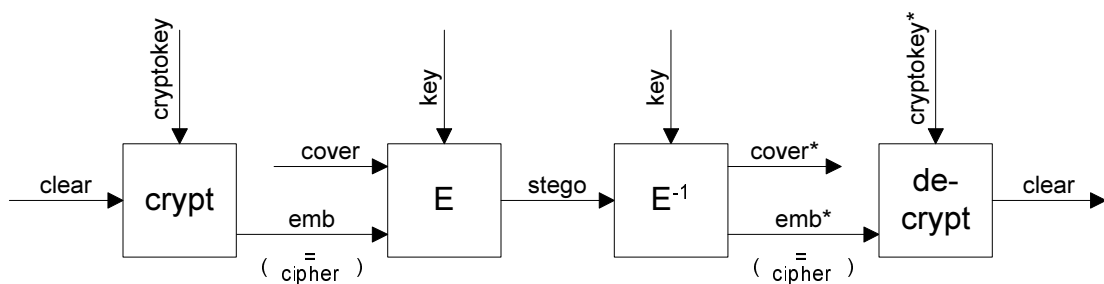 cryptokey
key
key
cryptokey*
clear
crypt
cover
emb
( = cipher )
E
stego
E-1
cover*
emb*
( = cipher )
de-
crypt
clear